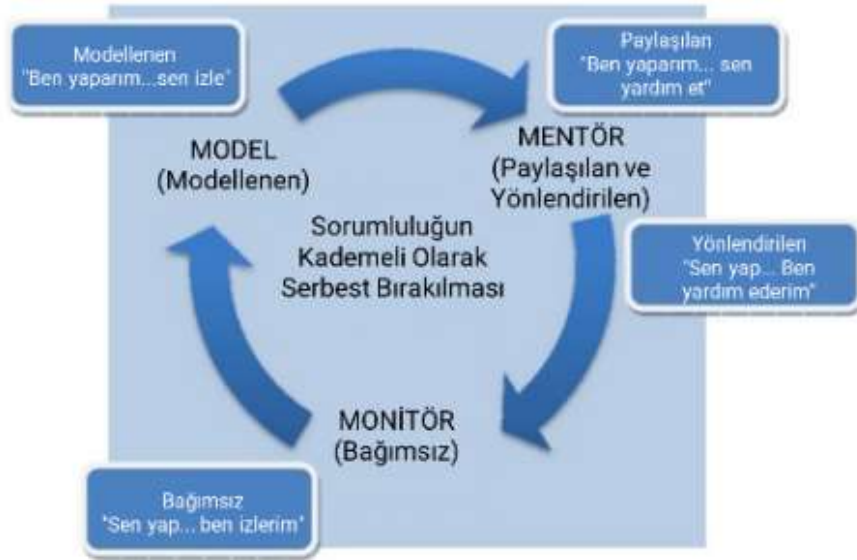 Modellenen
"Ben yaparım...sen izle"
Paylaşılan
"Ben yaparım... sen
yardım et"
MODEL
(Modellenen)
MENTÖR
(Paylaşılan ve
Yönlendirilen)
Sorumluluğun
Kademeli Olarak
Serbest Bırakılması
Yönlendirilen
"Sen yap... Ben
yardım ederim"
MONİTÖR
(Bağımsız)
Bağımsız
"Sen yap... ben izlerim"